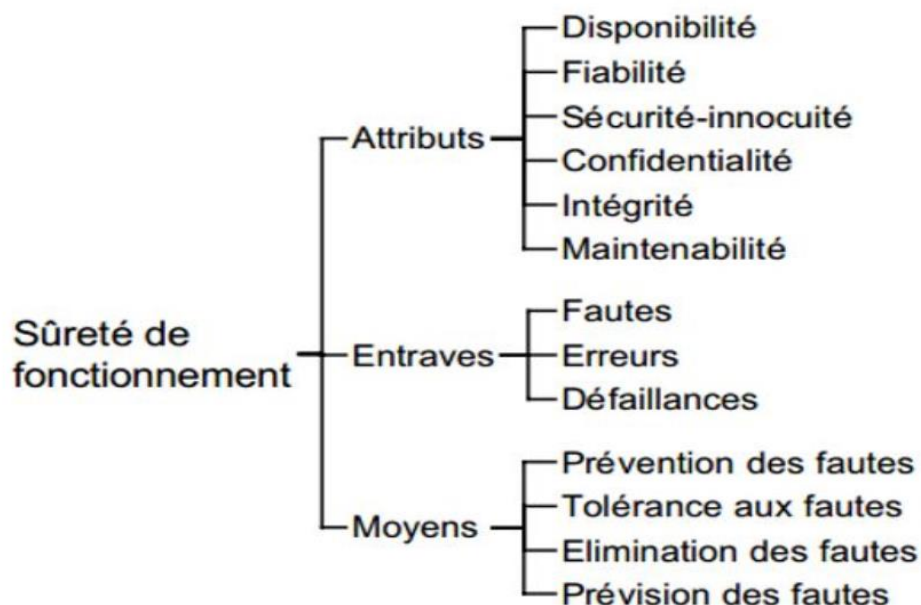 Sûreté de
fonctionnement
Attributs
Disponibilité
Fiabilité
Sécurité-innocuité
Confidentialité
Intégrité
Maintenabilité
Entraves
Fautes
Erreurs
Défaillances
Moyens
Prévention des fautes
Tolérance aux fautes
Elimination des fautes
Prévision des fautes